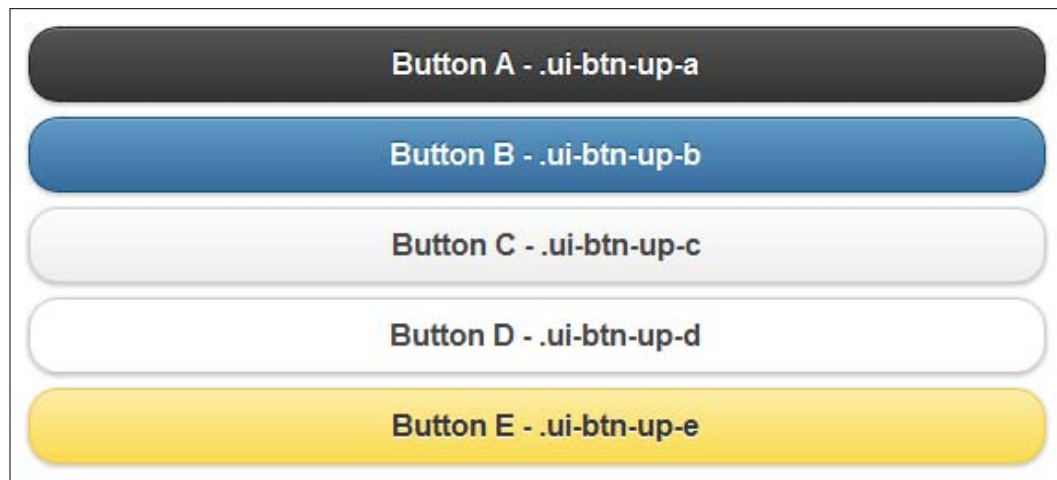 Button A - .ui-btn-up-a
Button B - .ui-btn-up-b
Button C - .ui-btn-up-c
Button D - .ui-btn-up-d
Button E - .ui-btn-up-e